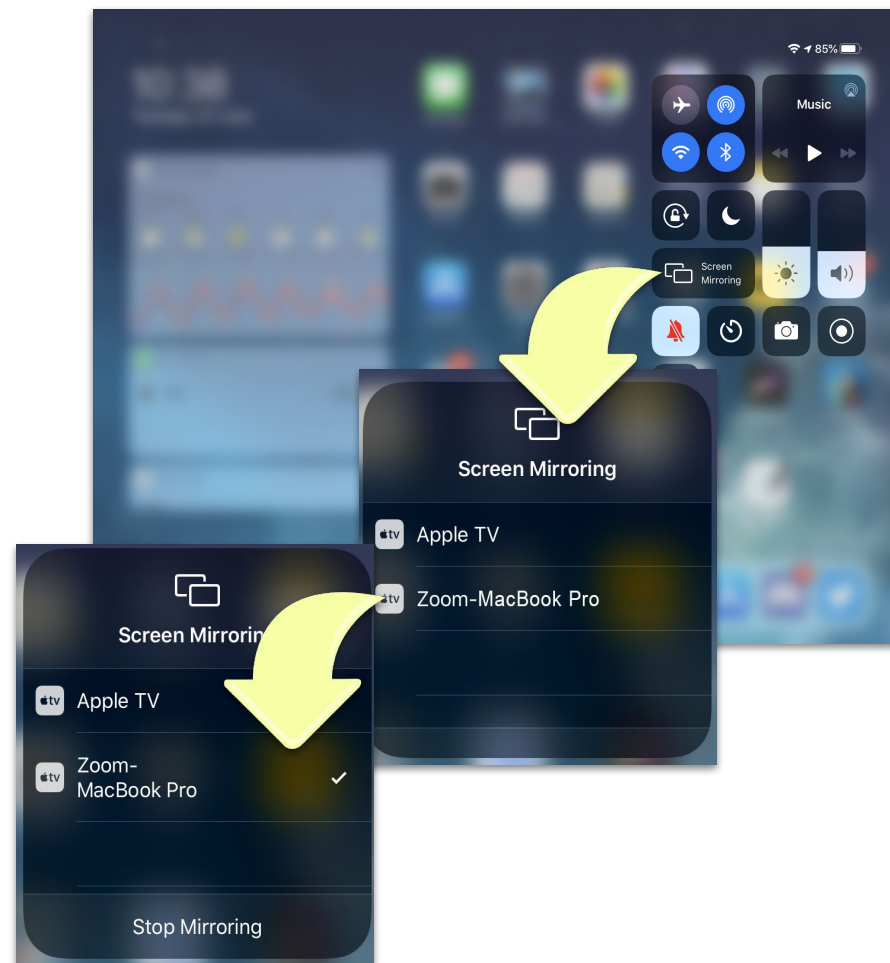 85%
Music
Screen
Mirroring
Screen Mirroring
tv Apple TV
tv Zoom-MacBook Pro
Screen Mirrorin
tv Apple TV
tv Zoom-
MacBook Pro
Stop Mirroring